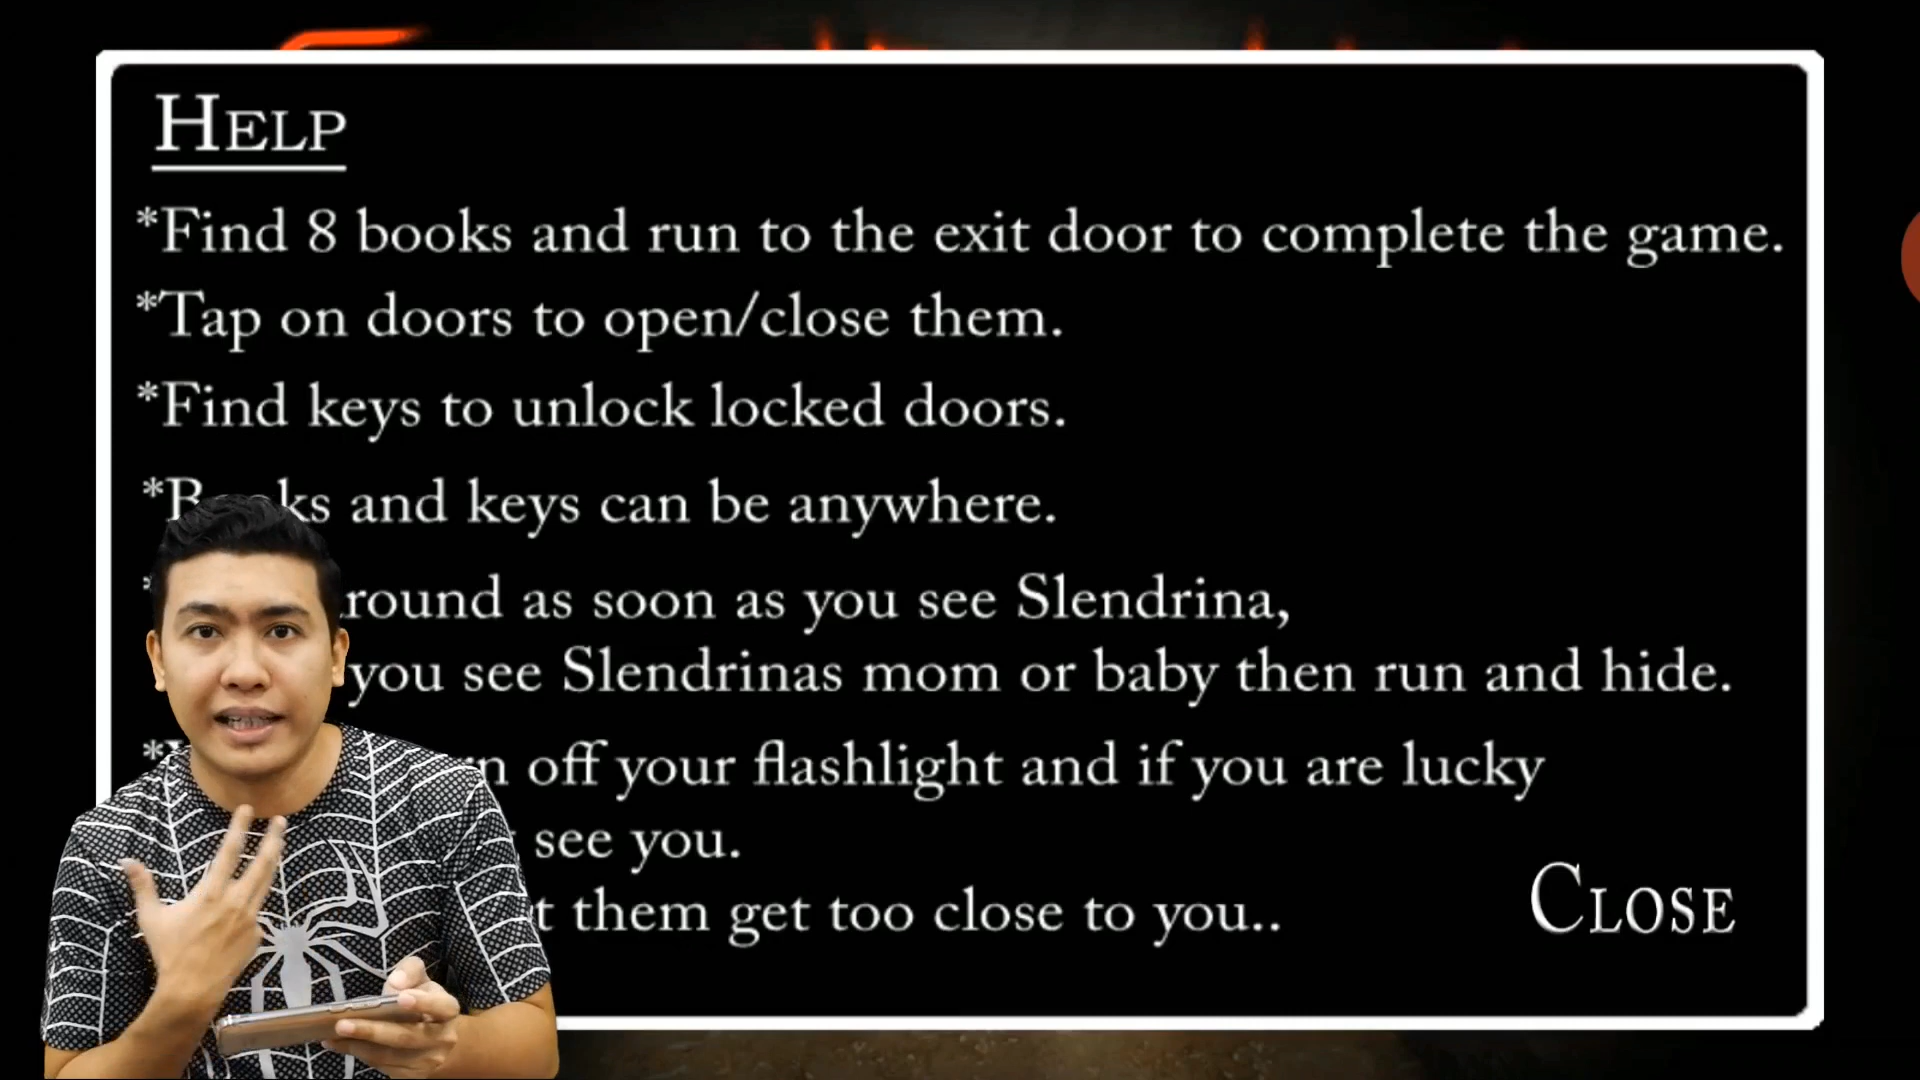 Help
*Find 8 books and run to the exit door to complete the game.
*Tap on doors to open/close them.
*Find keys to unlock locked doors.
and keys can be anywhere.
as soon as you see Slendrina,
you see Slendrinas mom or baby then run and hide.
off your flashlight and if you are lucky
see you.
them get too close to you..
Close